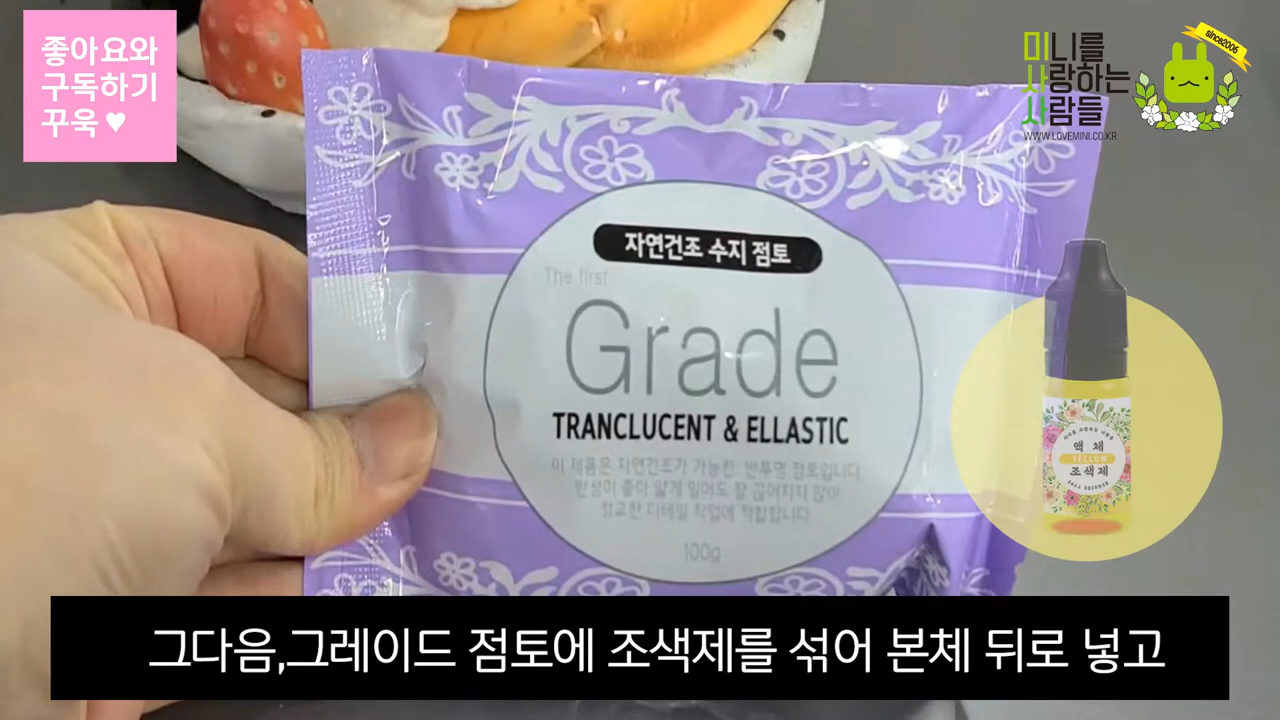 좋아요와
구독하기
꾸욱 ♥
미니를
사랑하는
사람들
WWW.LOVEMINI.CO.KR
since2006
자연건조 수지 점토
The first
Grade
TRANCLUCENT & ELLASTIC
이 제품은 자연건조가 가능한 반투명 점토입니다
탄성이 좋아 얇게 밀어도 잘 끊어지지 않아
정교한 디테일 작업에 적합합니다
100g
액체
YELLOW
조색제
그다음,그레이드 점토에 조색제를 섞어 본체 뒤로 넣고